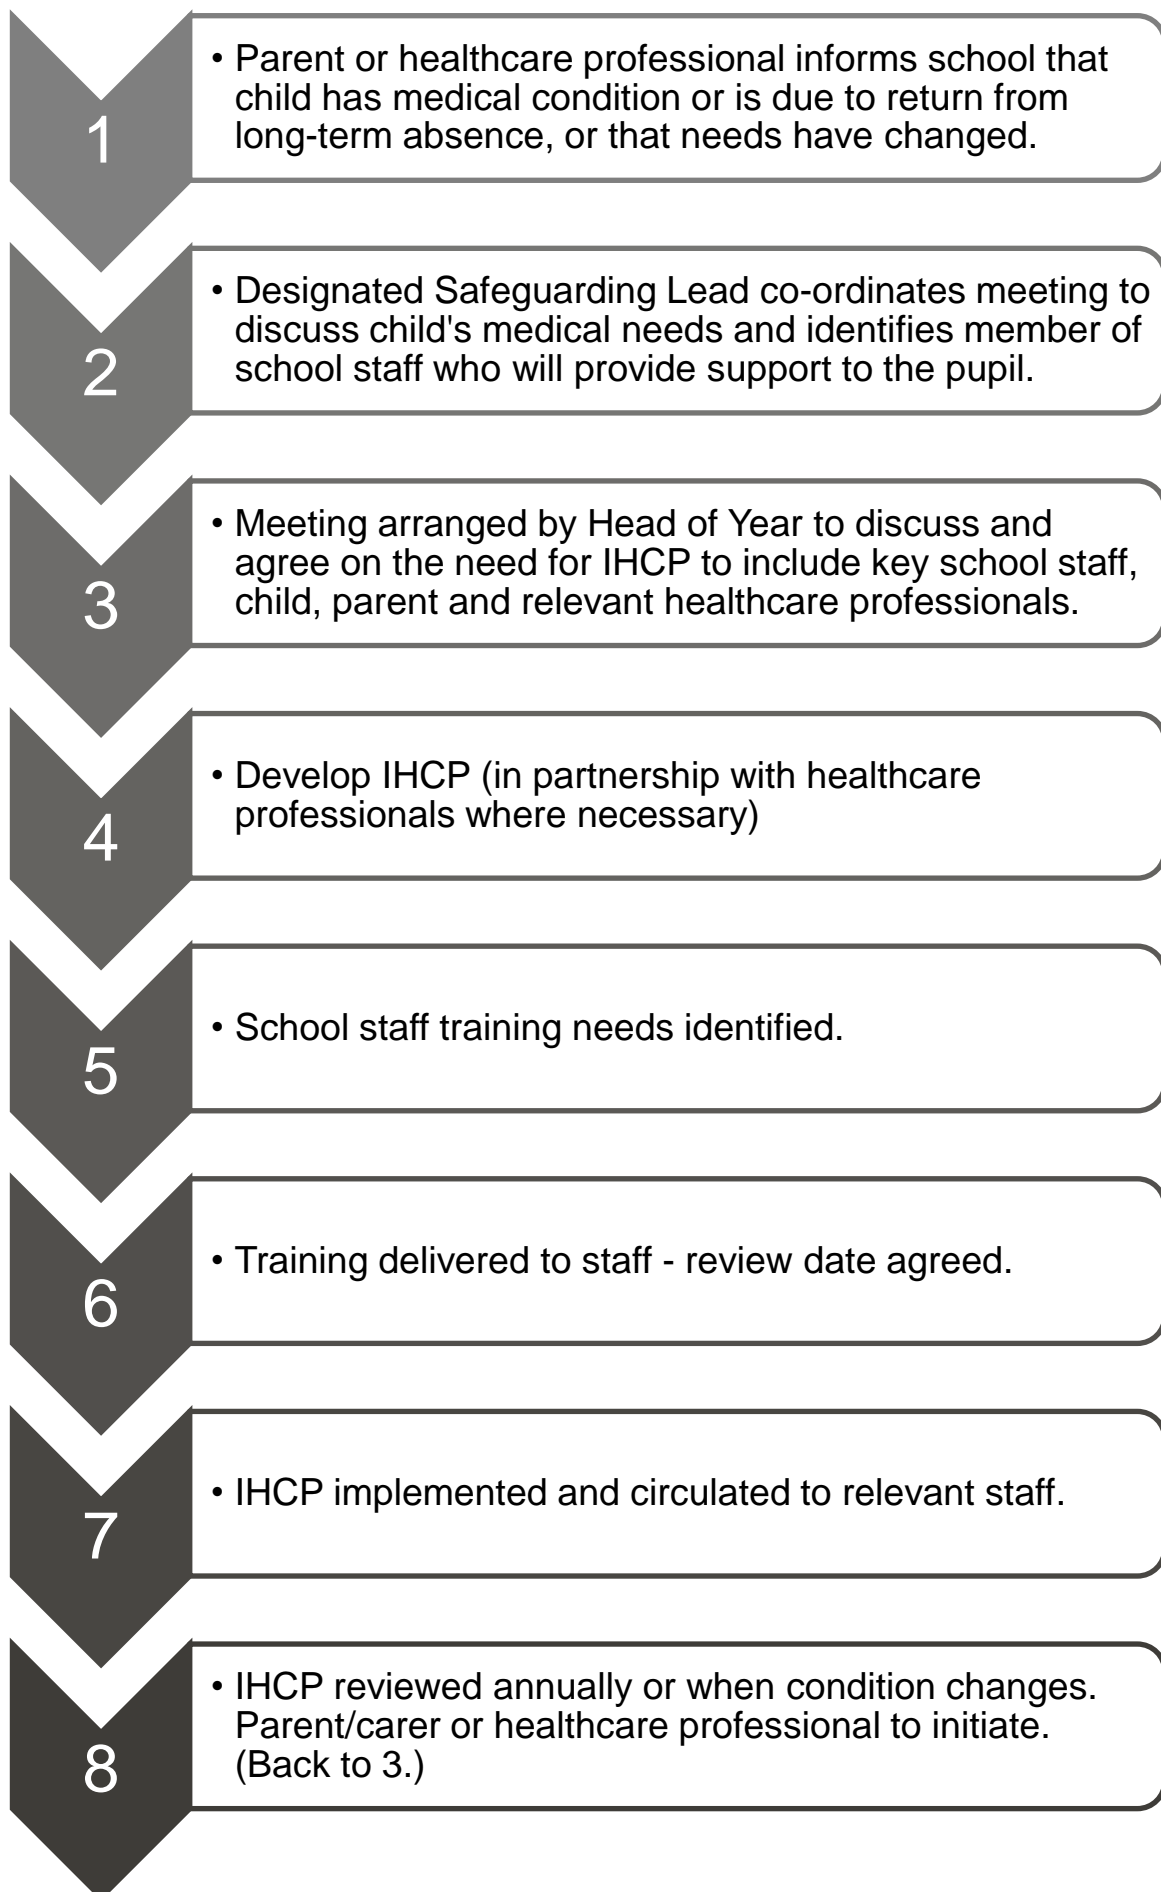 1
• Parent or healthcare professional informs school that
child has medical condition or is due to return from
long-term absence, or that needs have changed.
2
• Designated Safeguarding Lead co-ordinates meeting to
discuss child's medical needs and identifies member of
school staff who will provide support to the pupil.
3
• Meeting arranged by Head of Year to discuss and
agree on the need for IHCP to include key school staff,
child, parent and relevant healthcare professionals.
4
• Develop IHCP (in partnership with healthcare
professionals where necessary)
5
• School staff training needs identified.
6
• Training delivered to staff - review date agreed.
7
• IHCP implemented and circulated to relevant staff.
8
• IHCP reviewed annually or when condition changes.
Parent/carer or healthcare professional to initiate.
(Back to 3.)